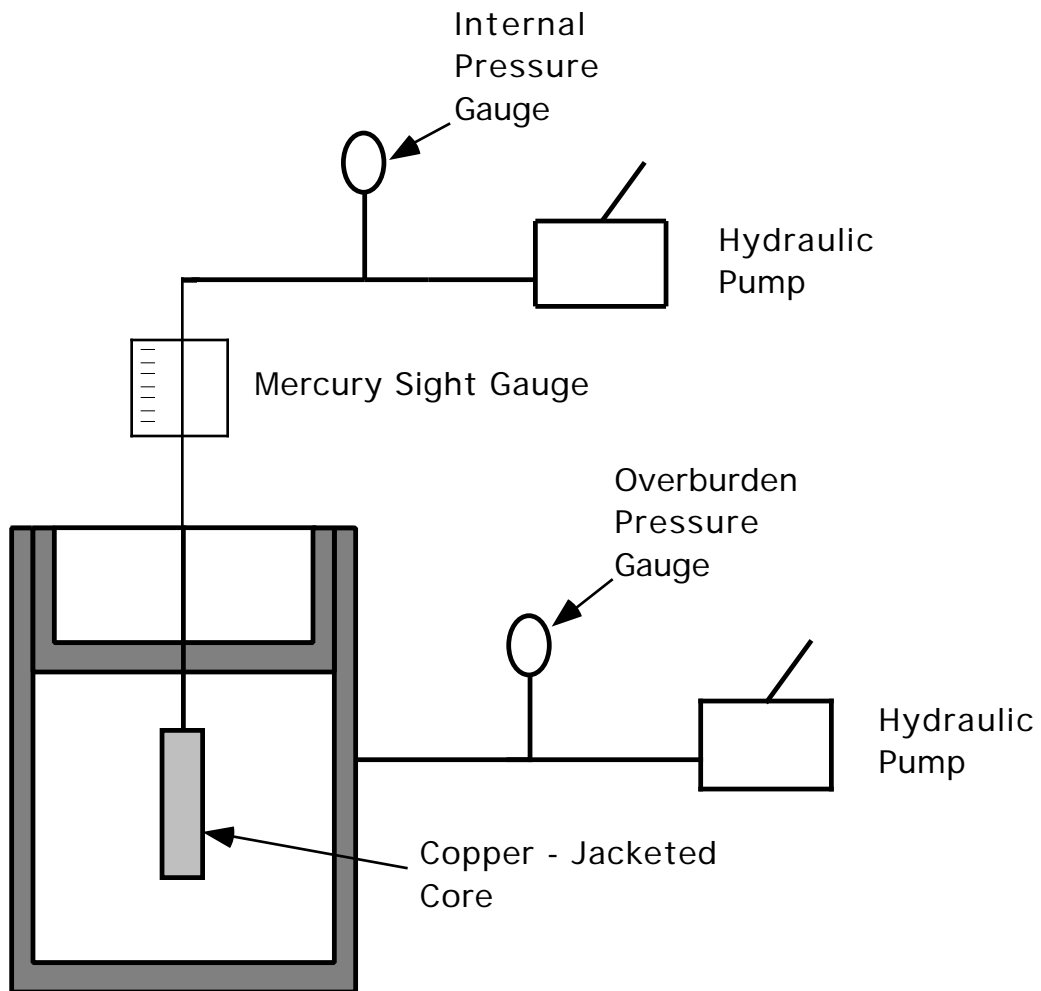 Internal
Pressure
Gauge
Hydraulic
Pump
Mercury Sight Gauge
Overburden
Pressure
Gauge
Hydraulic
Pump
Copper - Jacketed
Core